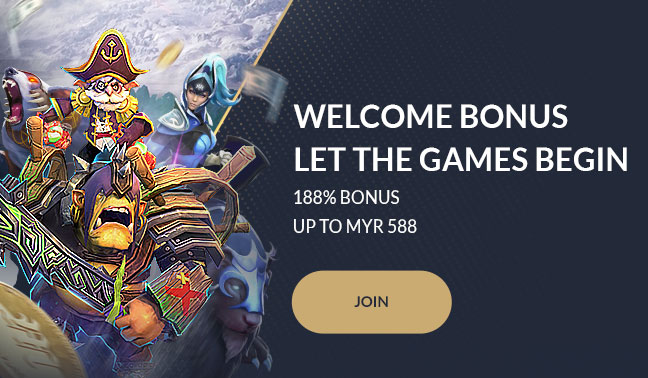 WELCOME BONUS
LET THE GAMES BEGIN
188% BONUS
UP TO MYR 588
JOIN